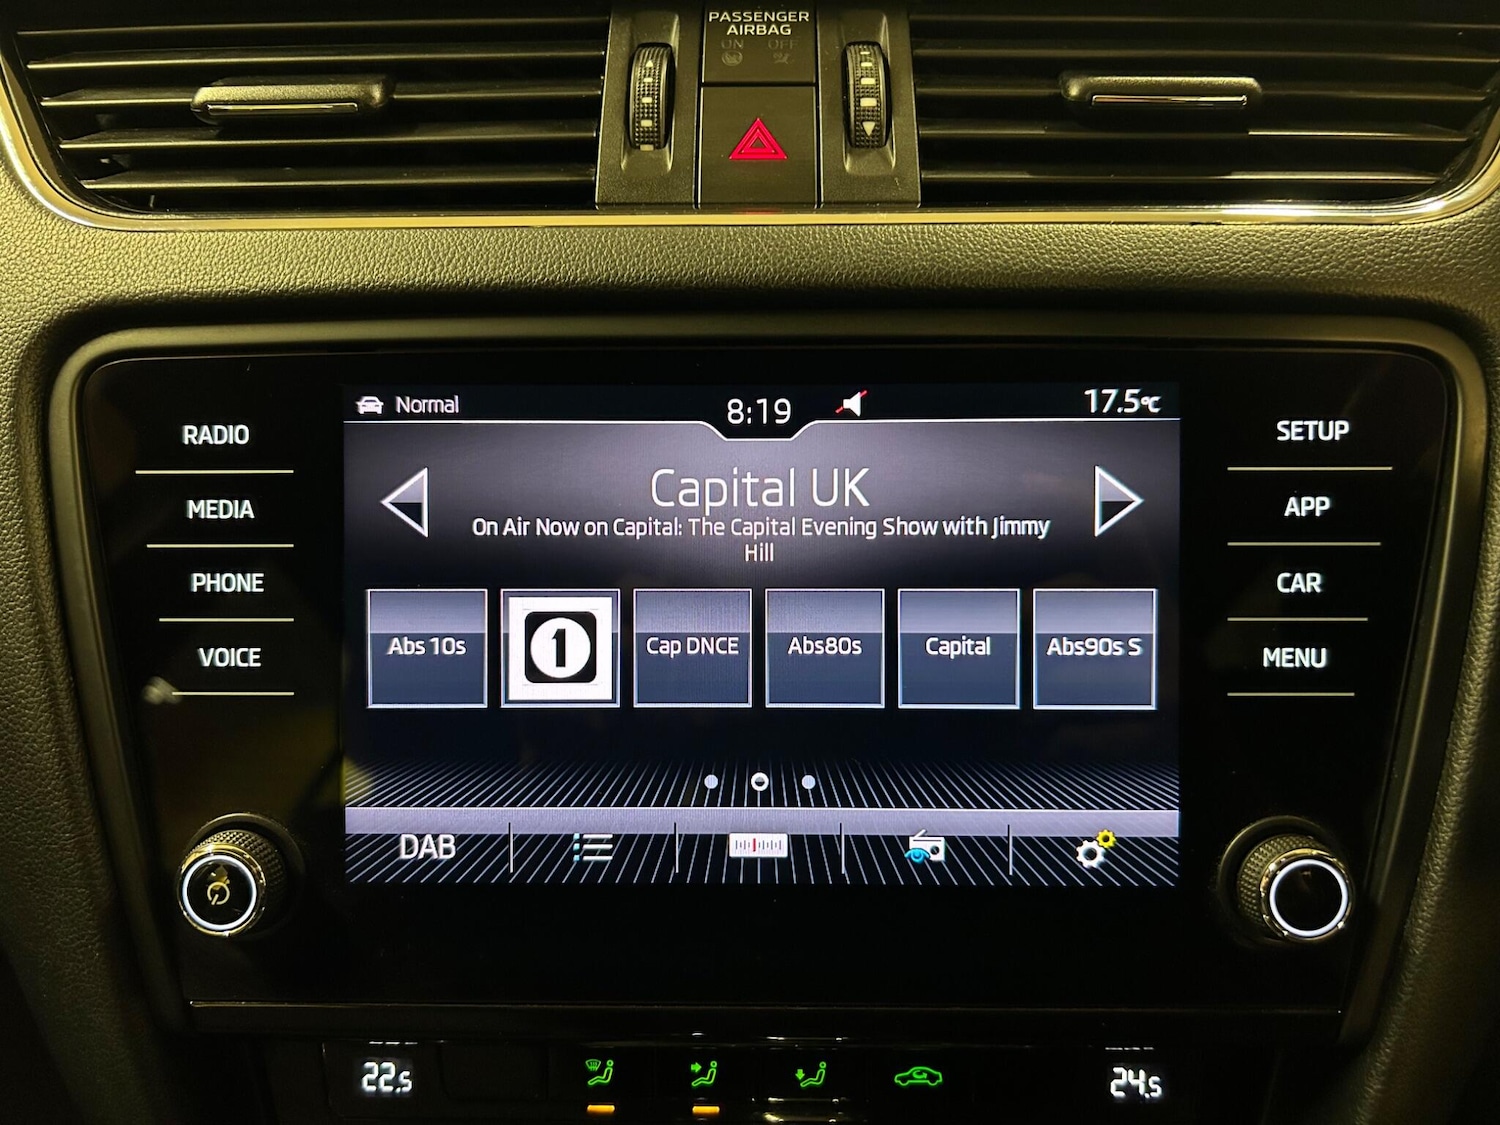 PASSENGER
AIRBAG
ON OFF
Normal 8:19 17.5°C
RADIO
MEDIA
PHONE
VOICE
SETUP
APP
CAR
MENU
Capital UK
On Air Now on Capital: The Capital Evening Show with Jimmy
Hill
Abs 10s 1 Cap DNCE Abs80s Capital Abs90s S
DAB
22.5 24.5